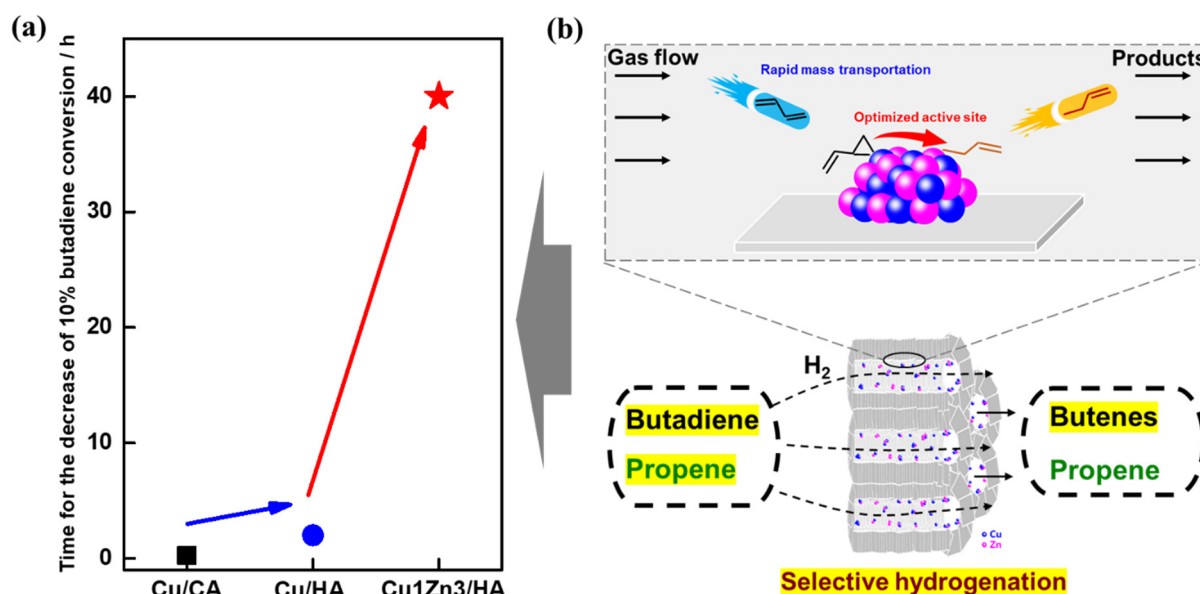 (a)
Time for the decrease of 10% butadiene conversion / h
40
30
20
10
0
Cu/CA
Cu/HA
Cu1Zn3/HA
(b)
Gas flow
Products
Rapid mass transportation
Optimized active site
H2
Butadiene
Propene
Butenes
Propene
Cu
Zn
Selective hydrogenation